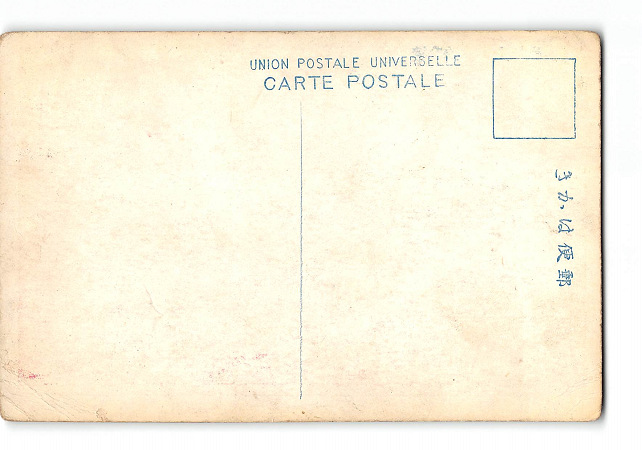 UNION POSTALE UNIVERSELLE
CARTE POSTALE
きかは便郵